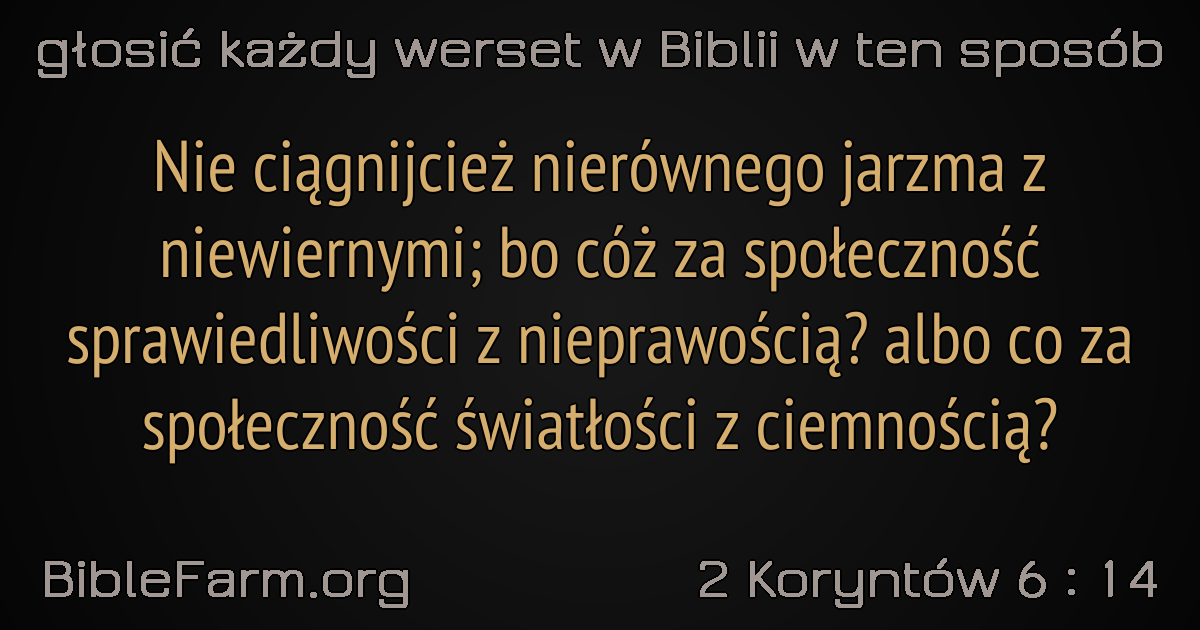 głosić każdy werset w Biblii w ten sposób
Nie ciągnijcież nierównego jarzma z
niewiernymi; bo cóż za społeczność
sprawiedliwości z nieprawością? albo co za
społeczność światłości z ciemnością?
BibleFarm.org
2 Koryntów 6 : 14